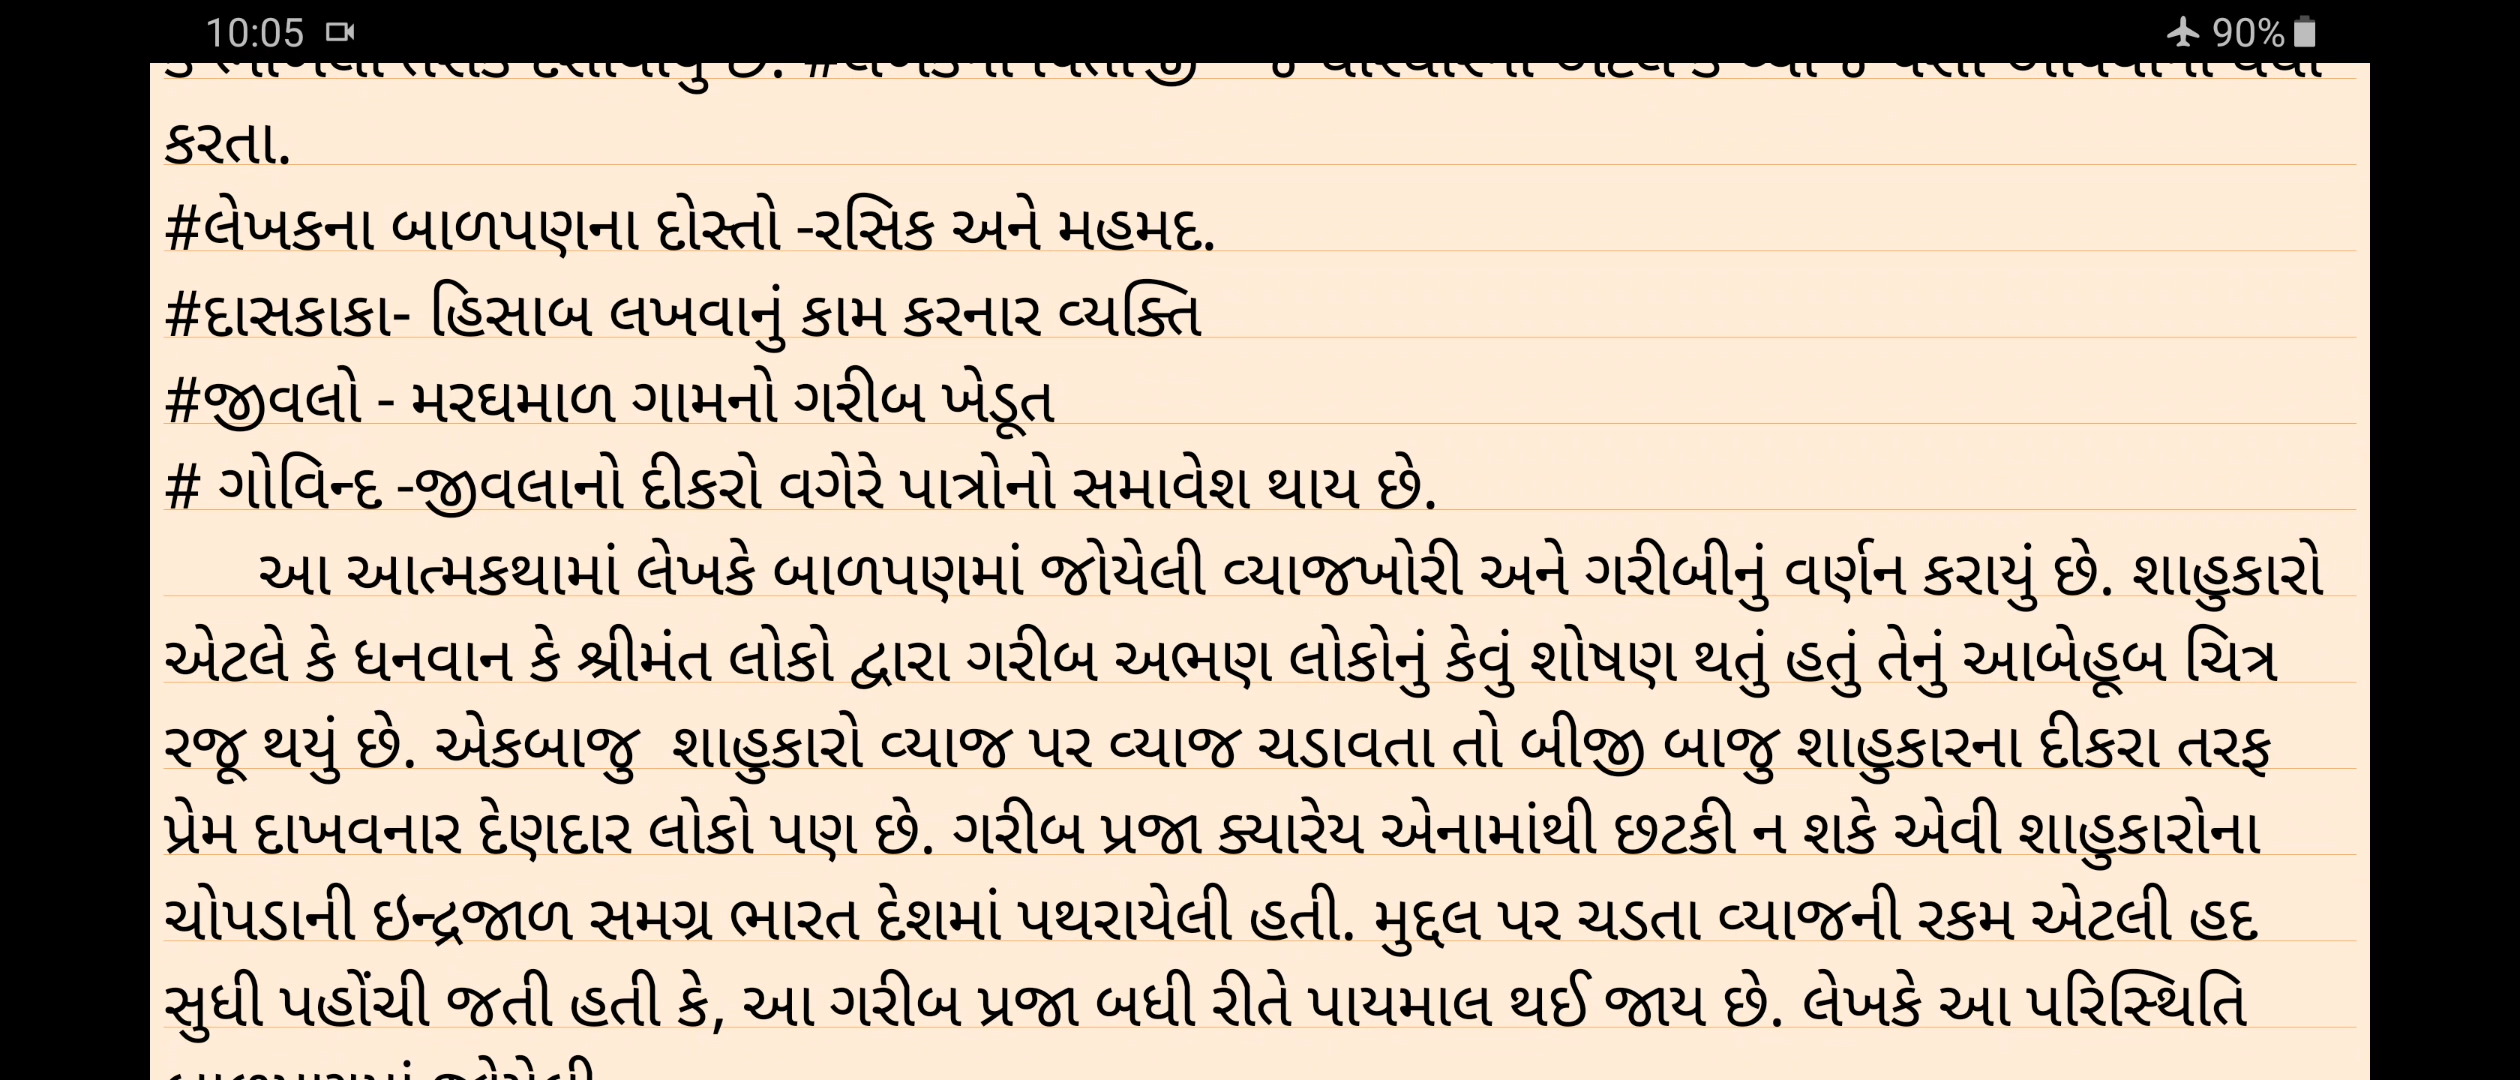 10:05 90%
કરતા.
#લેખકના બાળપણના દોસ્તો -રસિક અને મહમદ.
#દાસકાકા- હિસાબ લખવાનું કામ કરનાર વ્યક્તિ
#જીવલો - મરઘમાળ ગામનો ગરીબ ખેડૂત
# ગોવિન્દ -જીવલાનો દીકરો વગેરે પાત્રોનો સમાવેશ થાય છે.
આ આત્મકથામાં લેખકે બાળપણમાં જોયેલી વ્યાજખોરી અને ગરીબીનું વર્ણન કરાયું છે. શાહુકારો
એટલે કે ધનવાન કે શ્રીમંત લોકો દ્વારા ગરીબ અભણ લોકોનું કેવું શોષણ થતું હતું તેનું આબેહૂબ ચિત્ર
રજૂ થયું છે. એકબાજુ શાહુકારો વ્યાજ પર વ્યાજ ચડાવતા તો બીજી બાજુ શાહુકારના દીકરા તરફ
પ્રેમ દાખવનાર દેણદાર લોકો પણ છે. ગરીબ પ્રજા ક્યારેય એનામાંથી છટકી ન શકે એવી શાહુકારોના
ચોપડાની ઇન્દ્રજાળ સમગ્ર ભારત દેશમાં પથરાયેલી હતી. મુદ્દલ પર ચડતા વ્યાજની રકમ એટલી હદ
સુધી પહોંચી જતી હતી કે, આ ગરીબ પ્રજા બધી રીતે પાયમાલ થઈ જાય છે. લેખકે આ પરિસ્થિતિ